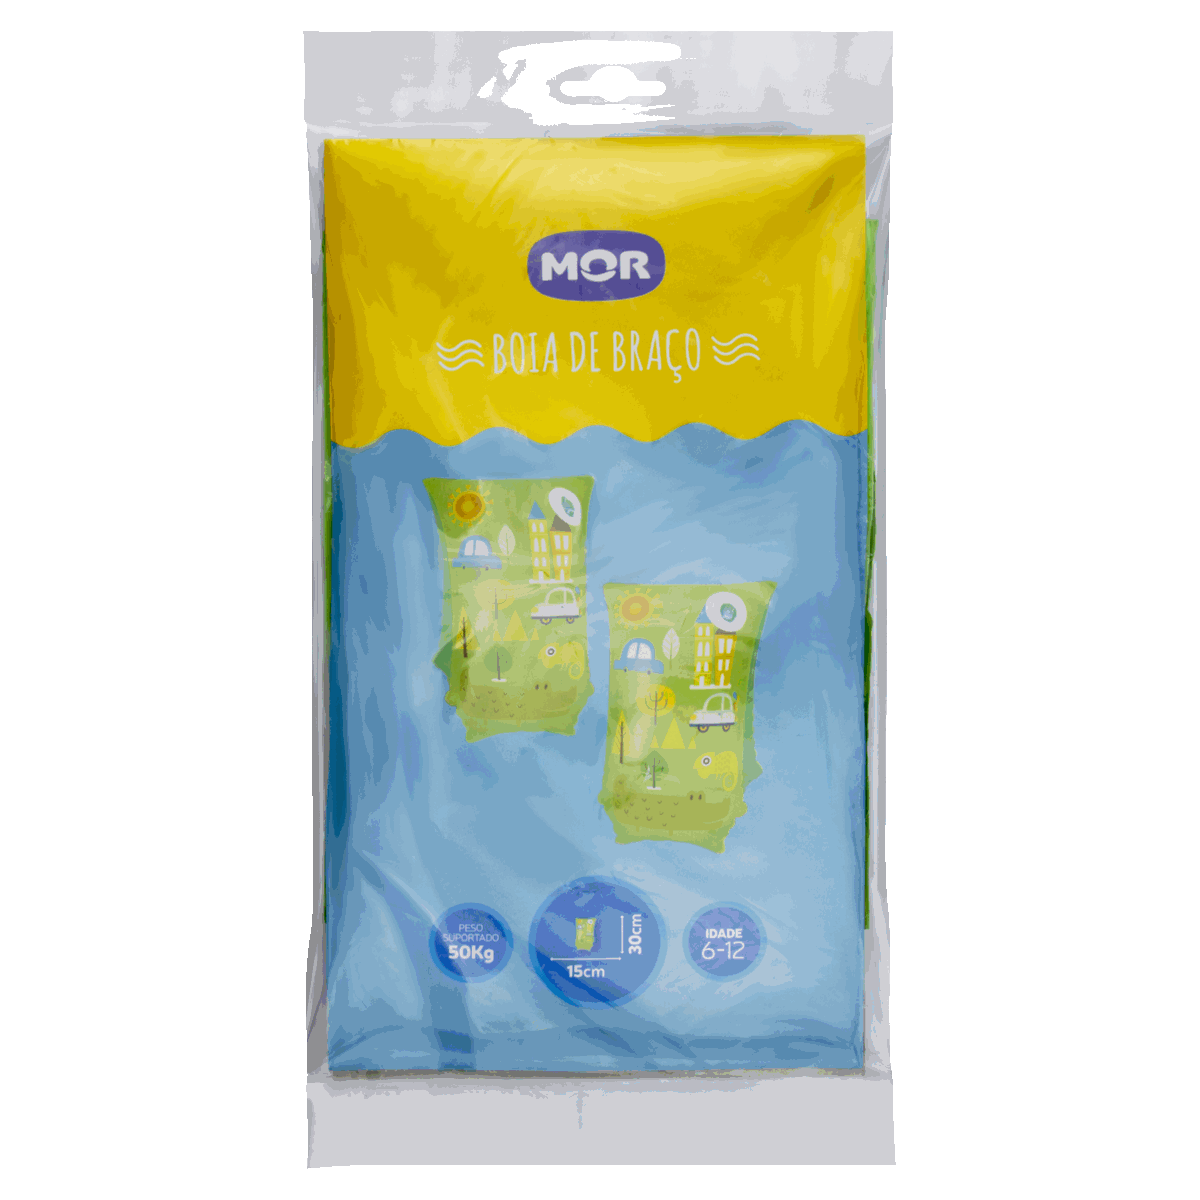 MOR
BOIA DE BRAÇO
PESO
SUPORTADO
50Kg
30cm
15cm
IDADE
6-12